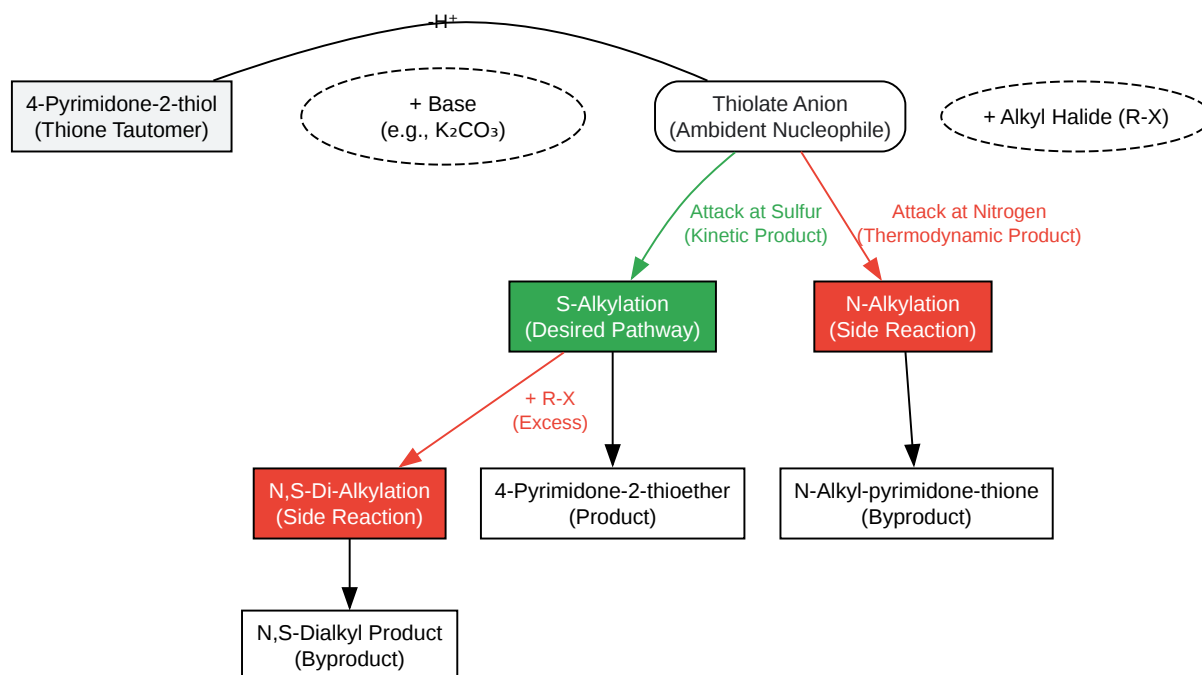 -H⁺
4-Pyrimidone-2-thiol
(Thione Tautomer)
+ Base
(e.g., K₂CO₃)
Thiolate Anion
(Ambident Nucleophile)
+ Alkyl Halide (R-X)
Attack at Sulfur
(Kinetic Product)
Attack at Nitrogen
(Thermodynamic Product)
S-Alkylation
(Desired Pathway)
N-Alkylation
(Side Reaction)
+ R-X
(Excess)
N,S-Di-Alkylation
(Side Reaction)
4-Pyrimidone-2-thioether
(Product)
N-Alkyl-pyrimidone-thione
(Byproduct)
N,S-Dialkyl Product
(Byproduct)